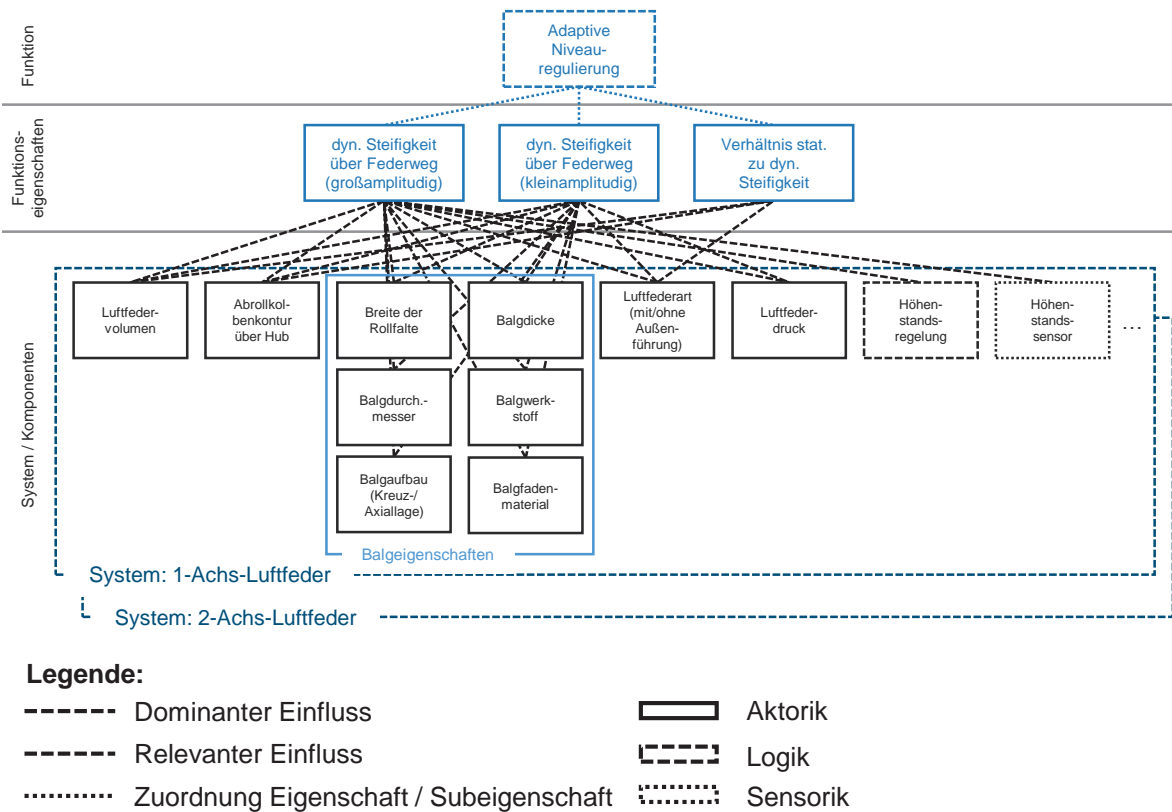 Funktion
Adaptive
Niveau-
regulierung
Funktions-
eigenschaften
dyn. Steifigkeit
über Federweg
(großamplitudig)
dyn. Steifigkeit
über Federweg
(kleinamplitudig)
Verhältnis stat.
zu dyn.
Steifigkeit
System / Komponenten
Luftfeder-
volumen
Abrollkol-
benkontur
über Hub
Breite der
Rollfalte
Balgdicke
Luftfederart
(mit/ohne
Außen-
führung)
Luftfeder-
druck
Höhen-
stands-
regelung
Höhen-
stands-
sensor
...
Balgdurch.-
messer
Balgwerk-
stoff
Balgaufbau
(Kreuz-/
Axiallage)
Balgfaden-
material
Balgeigenschaften
System: 1-Achs-Luftfeder
System: 2-Achs-Luftfeder
Legende:
Dominanter Einfluss
Relevanter Einfluss
Zuordnung Eigenschaft / Subeigenschaft
Aktorik
Logik
Sensorik